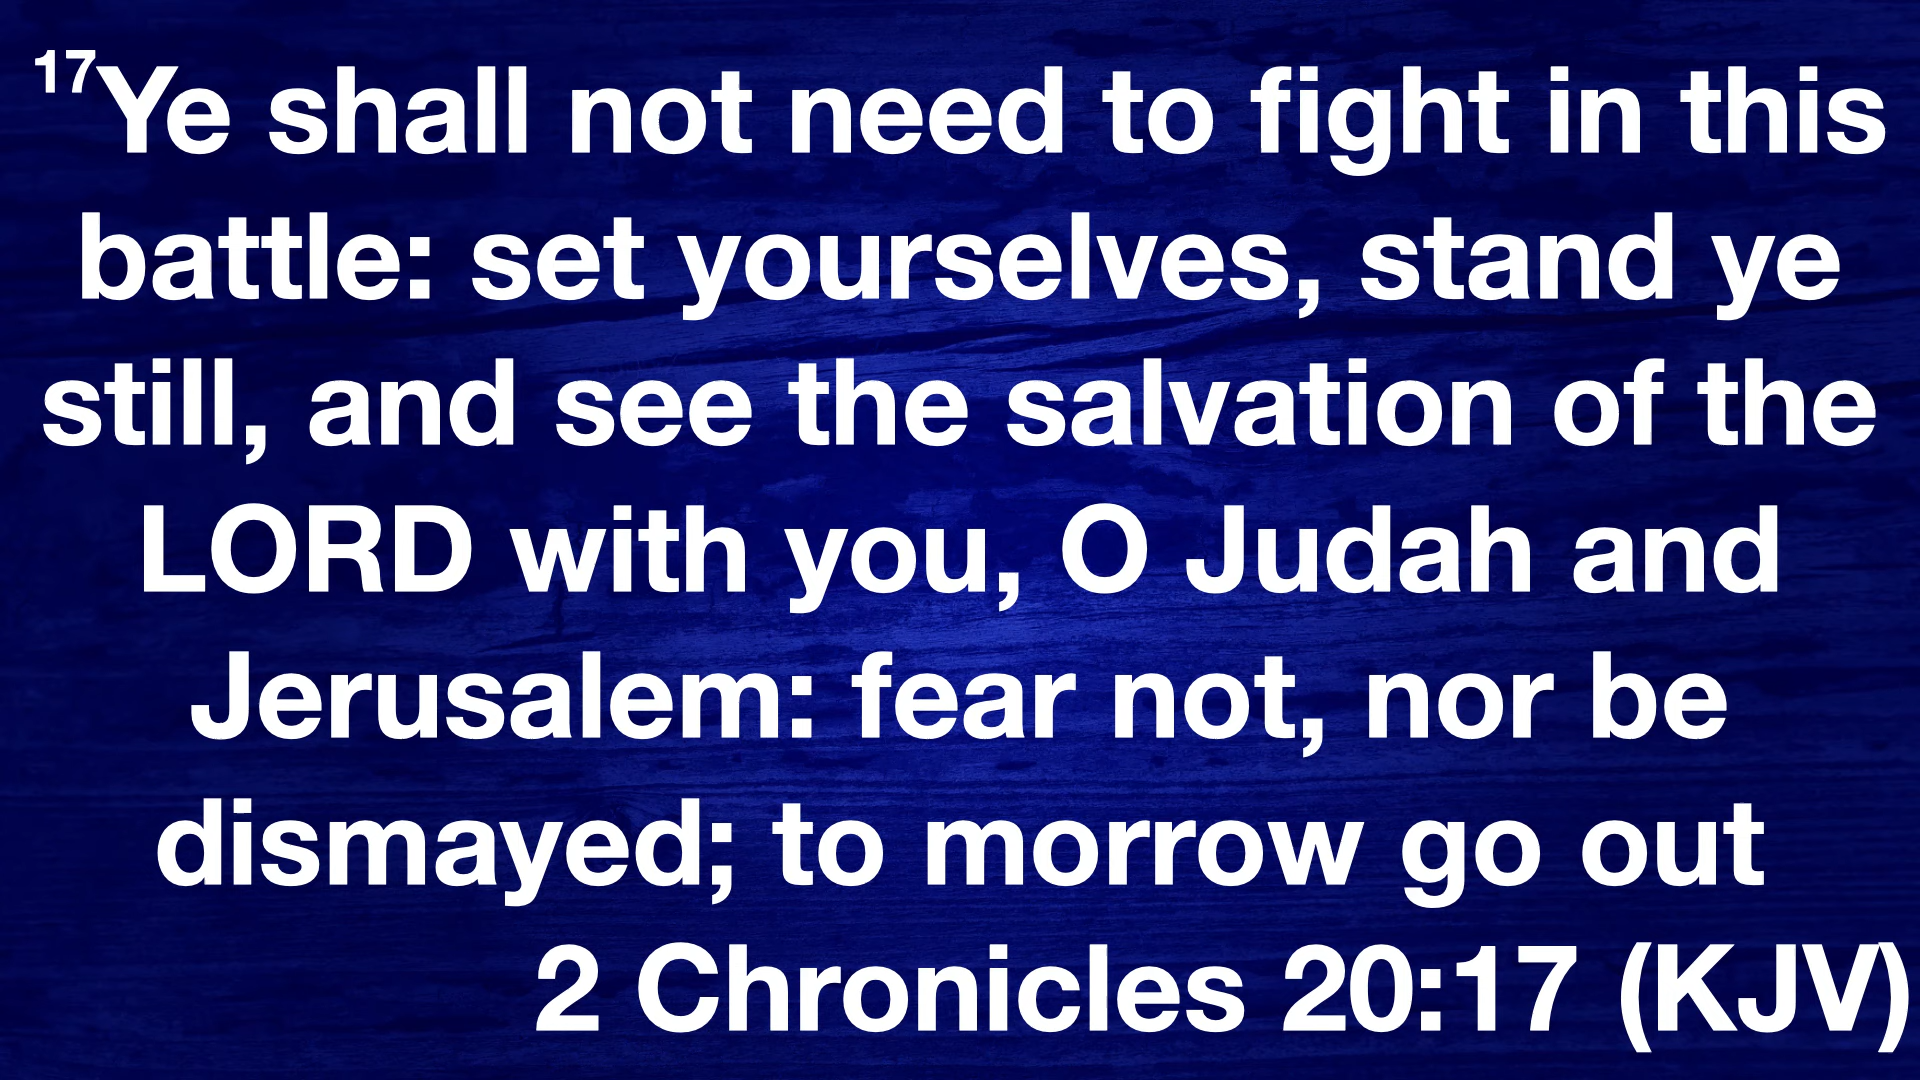 17Ye shall not need to fight in this
battle: set yourselves, stand ye
still, and see the salvation of the
LORD with you, O Judah and
Jerusalem: fear not, nor be
dismayed; to morrow go out
2 Chronicles 20:17 (KJV)